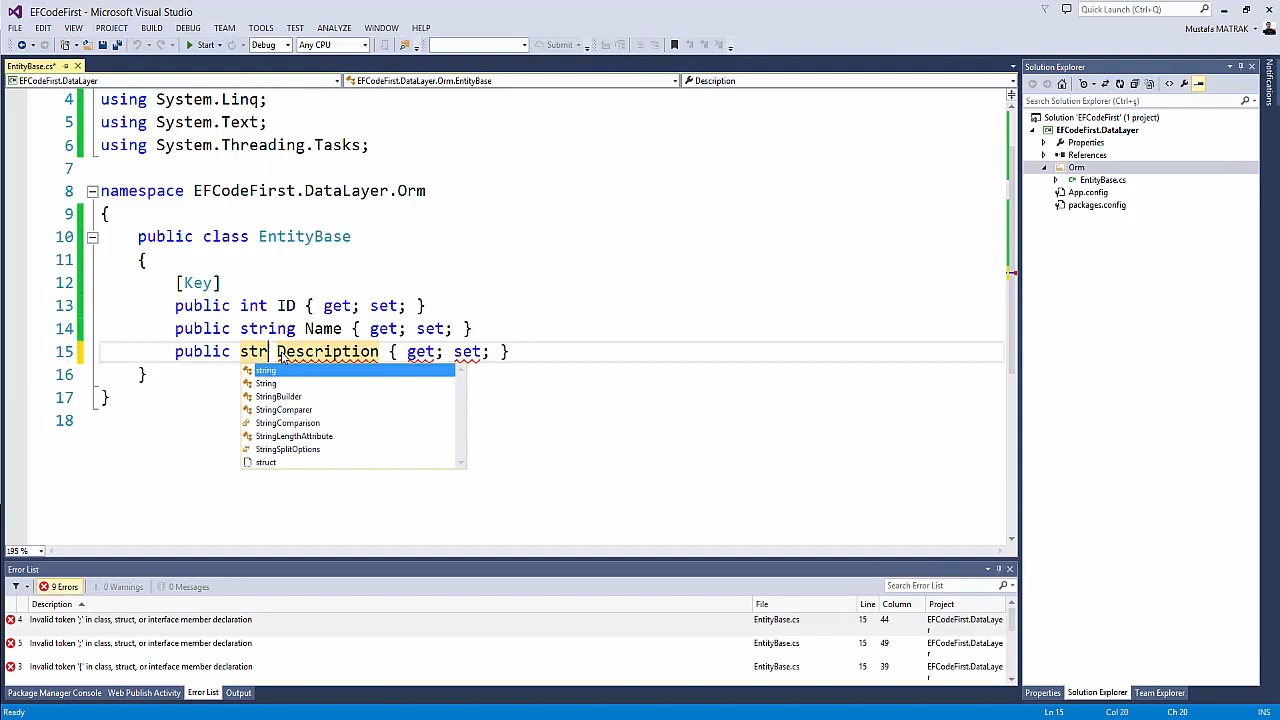 EFCodeFirst - Microsoft Visual Studio
Quick Launch (Ctrl+Q)
FILE EDIT VIEW PROJECT BUILD DEBUG TEAM TOOLS TEST ANALYZE WINDOW HELP
Mustafa MATRAK
Start Debug Any CPU Submit
EntityBase.cs*
EFCodeFirst.DataLayer EFCodeFirst.DataLayer.Orm.EntityBase Description
4 using System.Linq;
5 using System.Text;
6 using System.Threading.Tasks;
7
8 namespace EFCodeFirst.DataLayer.Orm
9 {
10 public class EntityBase
11 {
12 [Key]
13 public int ID { get; set; }
14 public string Name { get; set; }
15 public str Description { get; set; }
16 }
17 }
18
string
String
StringBuilder
StringComparer
StringComparison
StringLengthAttribute
StringSplitOptions
struct
195 %
Solution Explorer
Search Solution Explorer (Ctrl+ş)
Solution 'EFCodeFirst' (1 project)
EFCodeFirst.DataLayer
Properties
References
Orm
EntityBase.cs
App.config
packages.config
Notifications
Error List
9 Errors 0 Warnings 0 Messages
Search Error List
Description File Line Column Project
4 Invalid token ';' in class, struct, or interface member declaration EntityBase.cs 15 44 EFCodeFirst.DataLaye
r
5 Invalid token ';' in class, struct, or interface member declaration EntityBase.cs 15 49 EFCodeFirst.DataLaye
r
3 Invalid token '{' in class, struct, or interface member declaration EntityBase.cs 15 39 EFCodeFirst.DataLaye
r
Package Manager Console Web Publish Activity Error List Output
Properties Solution Explorer Team Explorer
Ready Ln 15 Col 20 Ch 20 INS